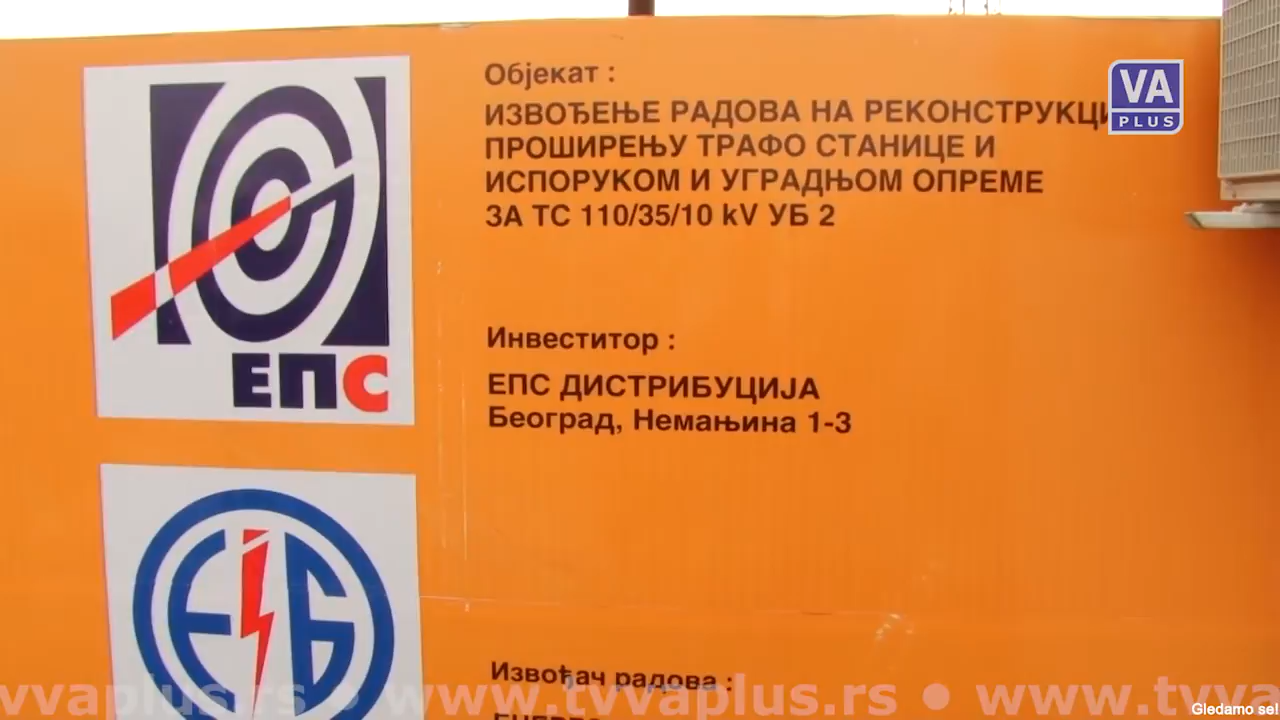 Објекат :
ИЗВОЂЕЊЕ РАДОВА НА РЕКОНСТРУКЦИ
ПРОШИРЕЊУ ТРАФО СТАНИЦЕ И
ИСПОРУКОМ И УГРАДЊОМ ОПРЕМЕ
ЗА ТС 110/35/10 kV УБ 2
VA
PLUS
ЕПС
Инвеститор :
ЕПС ДИСТРИБУЦИЈА
Београд, Немањина 1-3
Е Б
Извођач радова :
vvaplus.rs • www.tvvaplus.rs • www.tvva
Gledamo se!